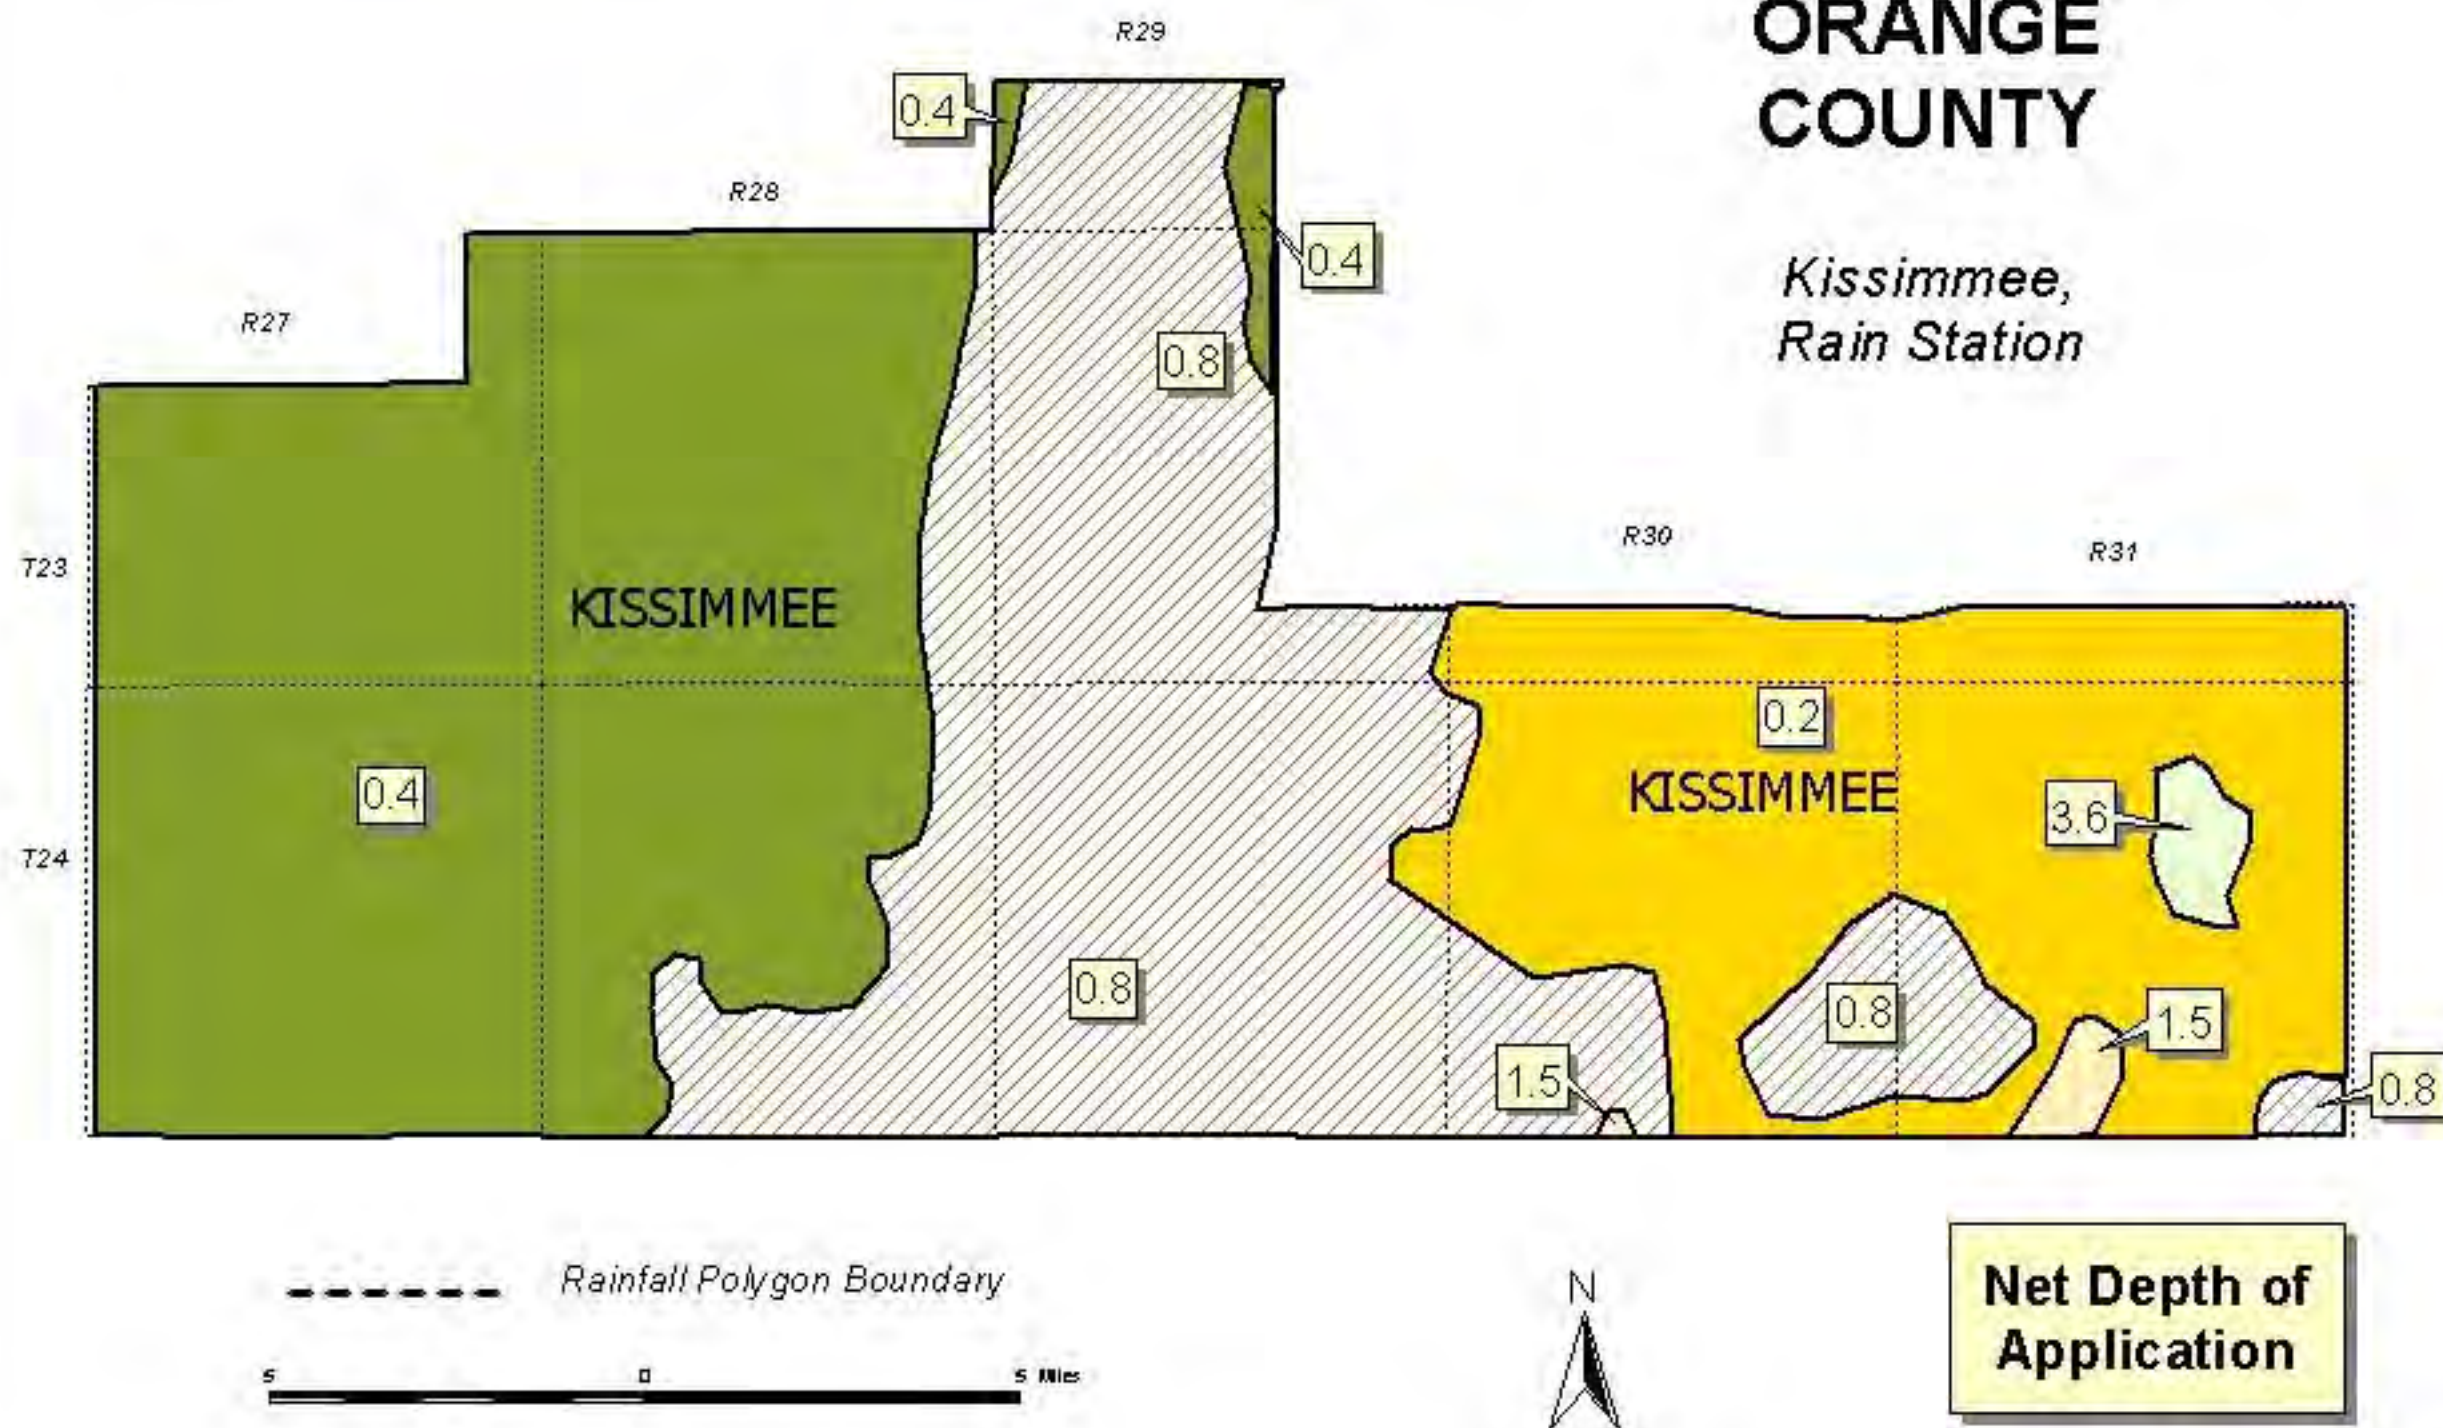 ORANGE
COUNTY
Kissimmee,
Rain Station
R29
0.4
R28
0.4
R27
0.8
R30
R31
T23
KISSIMMEE
0.2
KISSIMMEE
0.4
3.6
T24
0.8
0.8
1.5
1.5
0.8
Rainfall Polygon Boundary
5 0 5 Miles
N
Net Depth of
Application